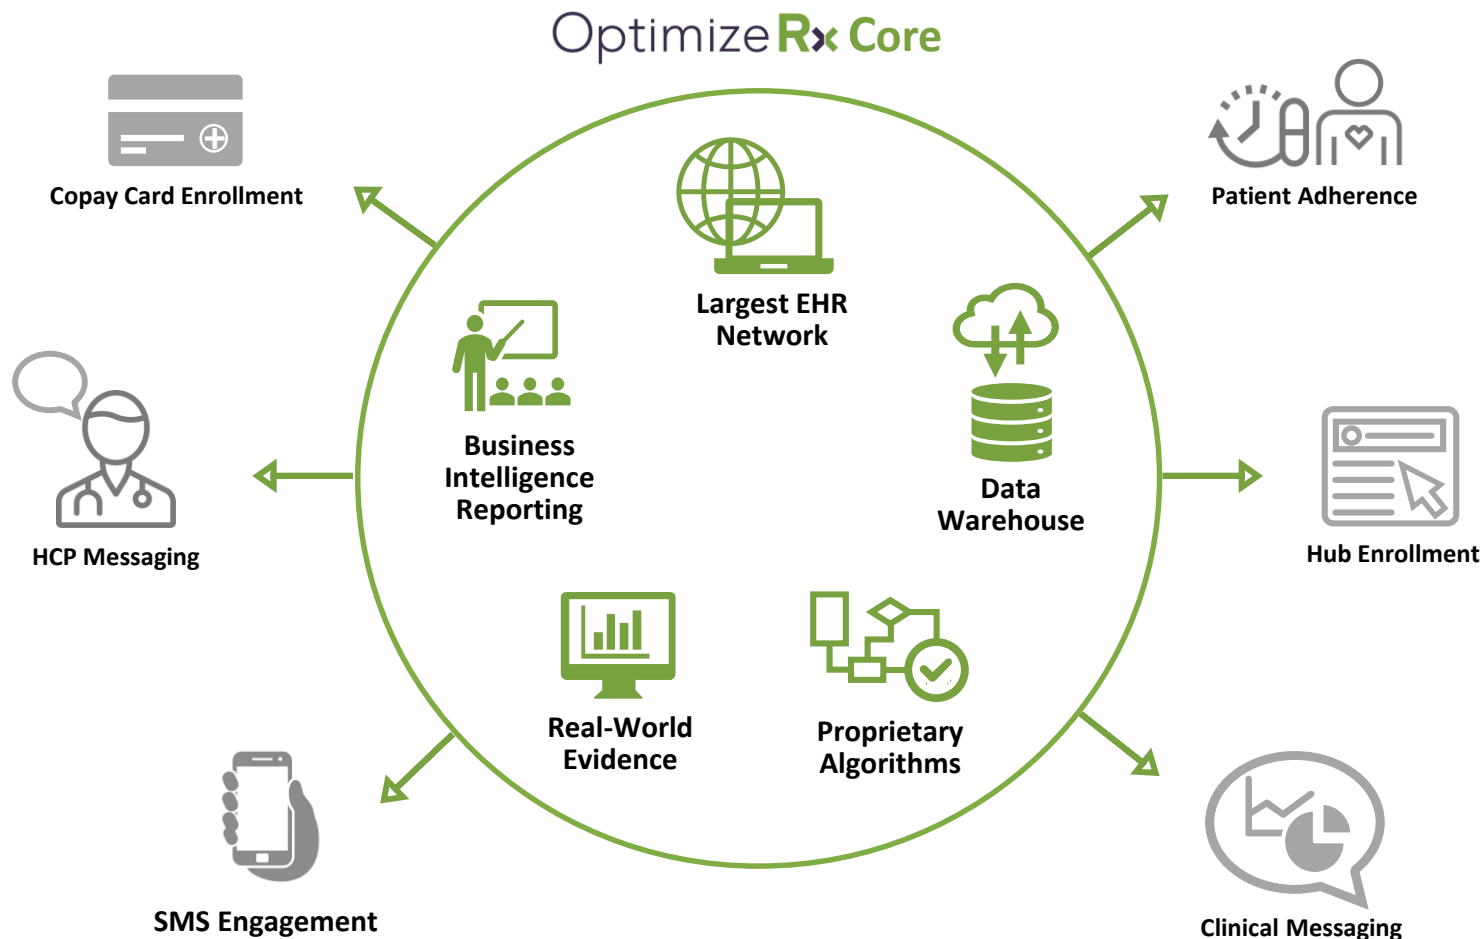 OptimizeRx Core
Copay Card Enrollment
Patient Adherence
Largest EHR
Network
Business
Intelligence
Reporting
Data
Warehouse
HCP Messaging
Hub Enrollment
Real-World
Evidence
Proprietary
Algorithms
SMS Engagement
Clinical Messaging